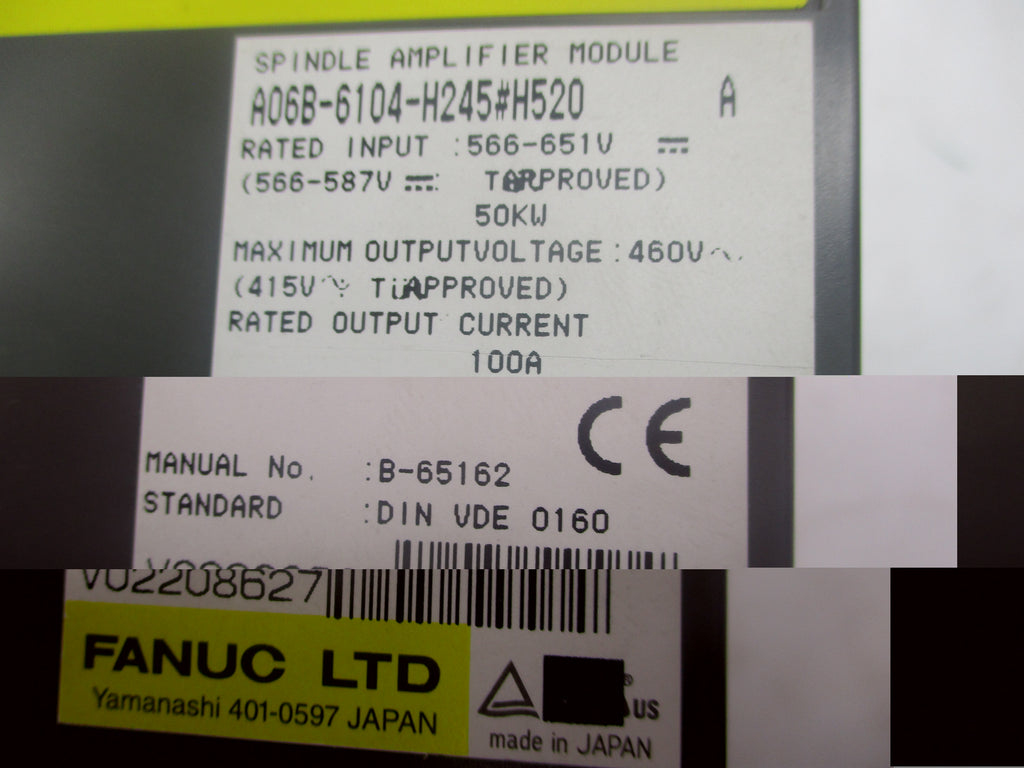 SPINDLE AMPLIFIER MODULE
A06B-6104-H245#H520 A
RATED INPUT :566-651V
(566-587V APPROVED)
50KW
MAXIMUM OUTPUTVOLTAGE :460V~
(415V~ APPROVED)
RATED OUTPUT CURRENT
100A
CE
MANUAL No. :B-65162
STANDARD :DIN VDE 0160
V02208627
FANUC LTD
Yamanashi 401-0597 JAPAN
US
made in JAPAN